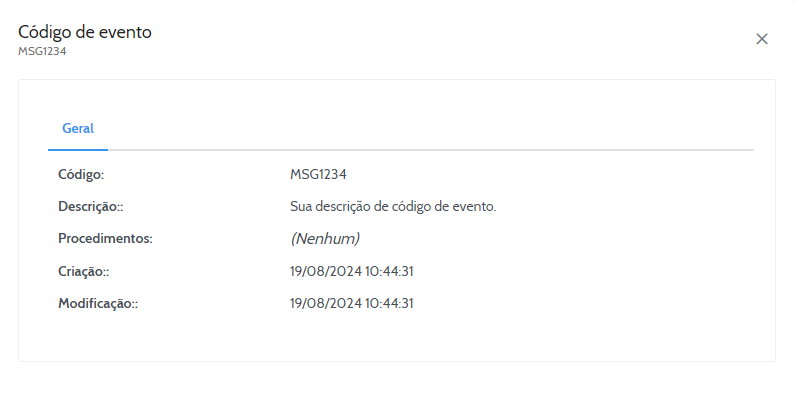 Código de evento
MSG1234
Geral
Código: MSG1234
Descrição:: Sua descrição de código de evento.
Procedimentos: (Nenhum)
Criação:: 19/08/2024 10:44:31
Modificação:: 19/08/2024 10:44:31